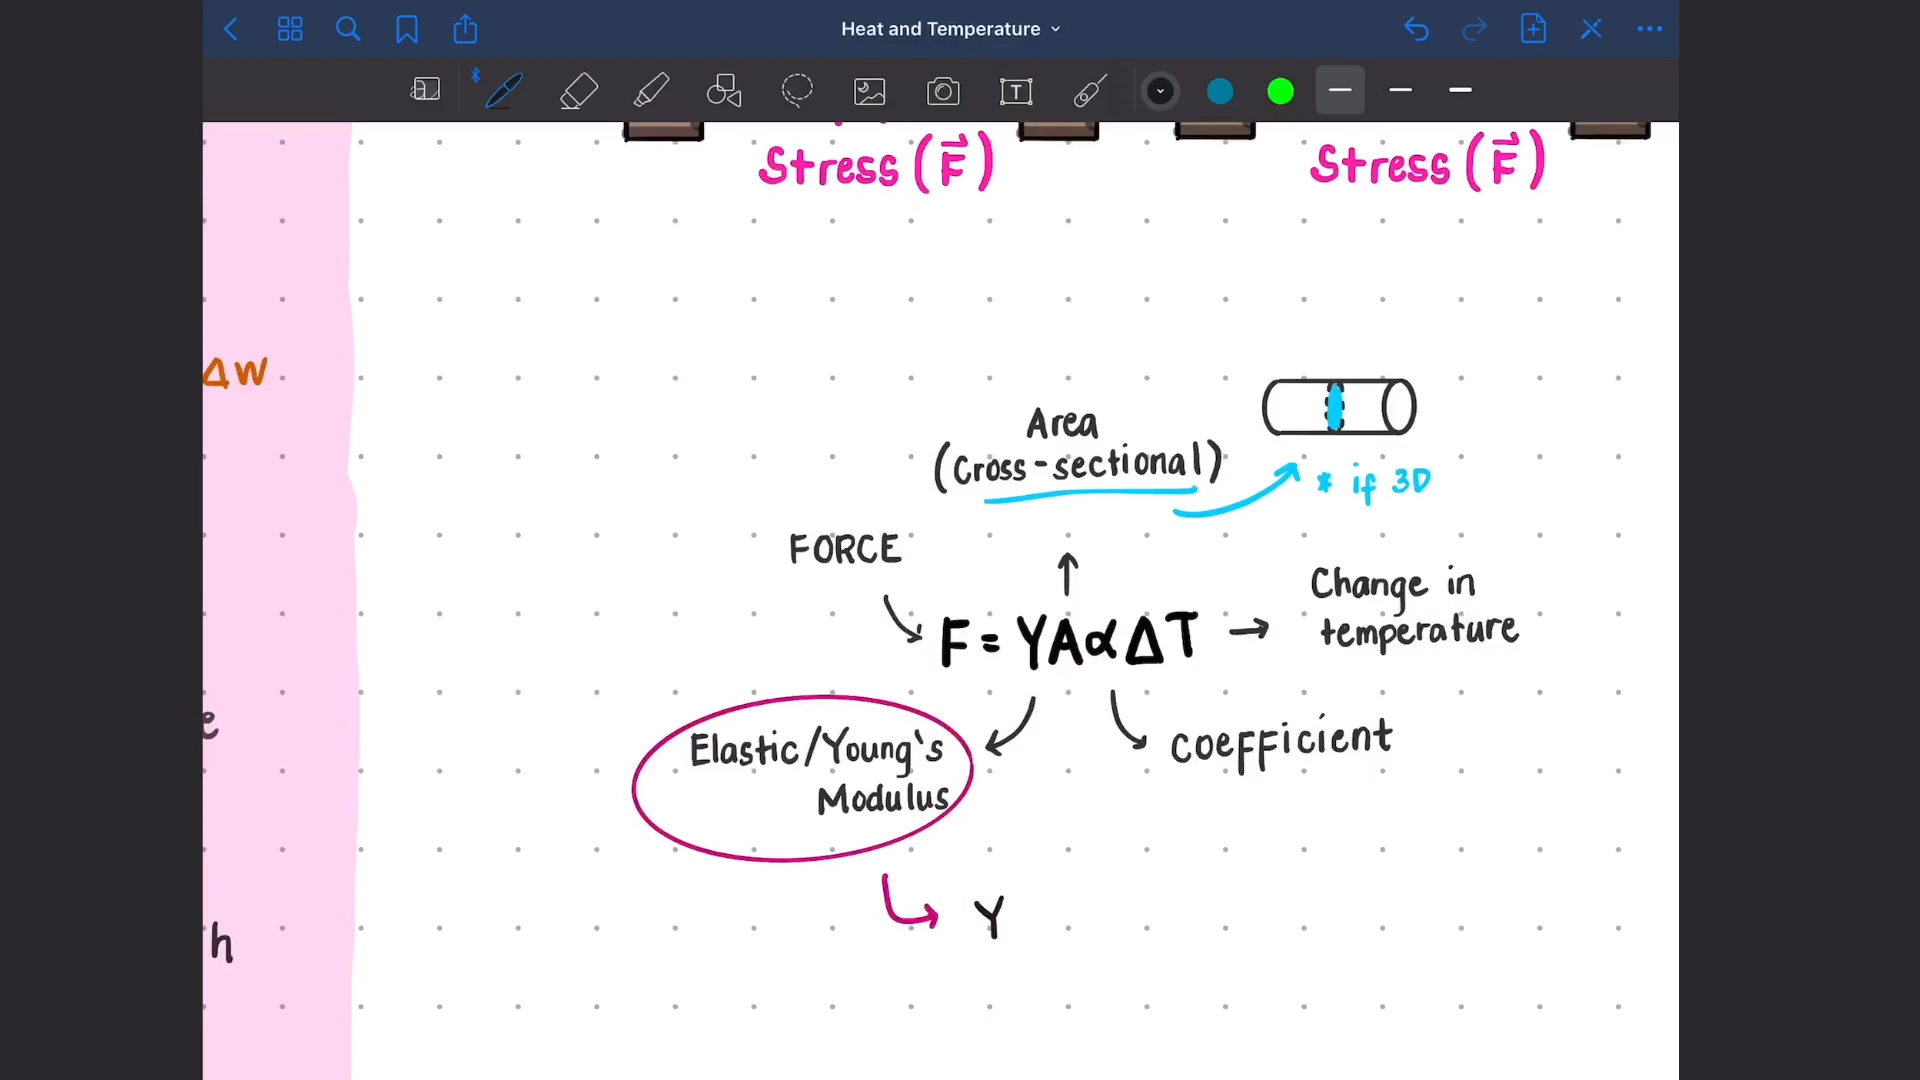 Heat and Temperature
T
Stress (F⃗)
Stress (F⃗)
ΔW
Area
(Cross-sectional)
* if 3D
FORCE
Change in
temperature
F = YAαΔT
e
Elastic/Young's
Modulus
Coefficient
Y
h